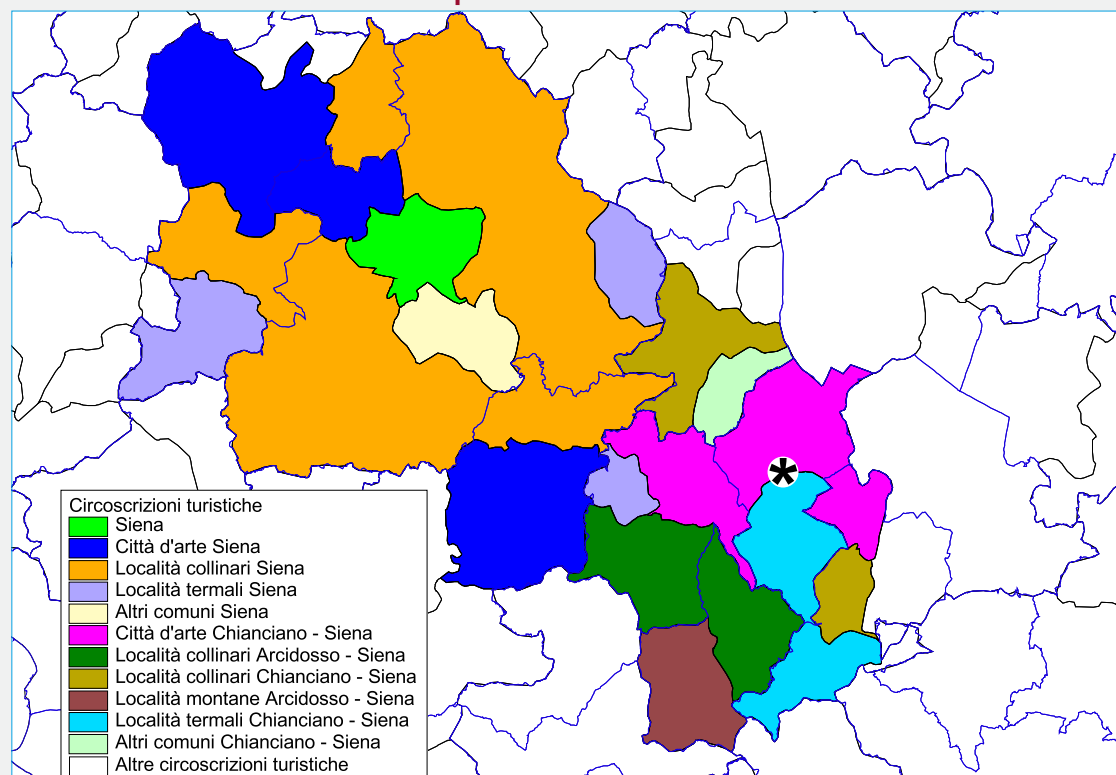 *
Circoscrizioni turistiche
Siena
Città d'arte Siena
Località collinari Siena
Località termali Siena
Altri comuni Siena
Città d'arte Chianciano - Siena
Località collinari Arcidosso - Siena
Località collinari Chianciano - Siena
Località montane Arcidosso - Siena
Località termali Chianciano - Siena
Altri comuni Chianciano - Siena
Altre circoscrizioni turistiche